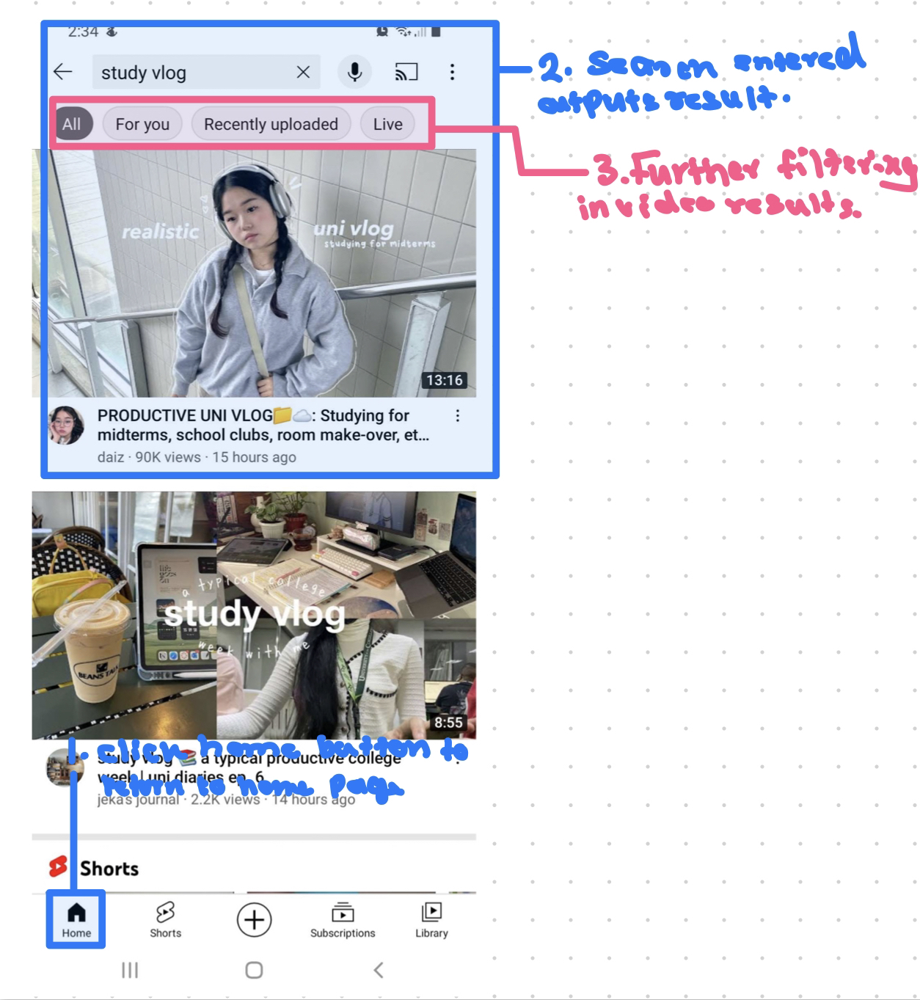 2:34
study vlog
2. Search entered
outputs result.
All For you Recently uploaded Live
3. Further filtering
in video results.
realistic uni vlog
studying for midterms
13:16
PRODUCTIVE UNI VLOG📁☁️: Studying for
midterms, school clubs, room make-over, et...
daiz · 90K views · 15 hours ago
a typical college
study vlog
week with me
BEANS TALK
8:55
1. click home button to
return to home page
study vlog 📚 a typical productive college
week | uni diaries ep. 6
jeka's journal · 2.2K views · 14 hours ago
Shorts
Home Shorts Subscriptions Library